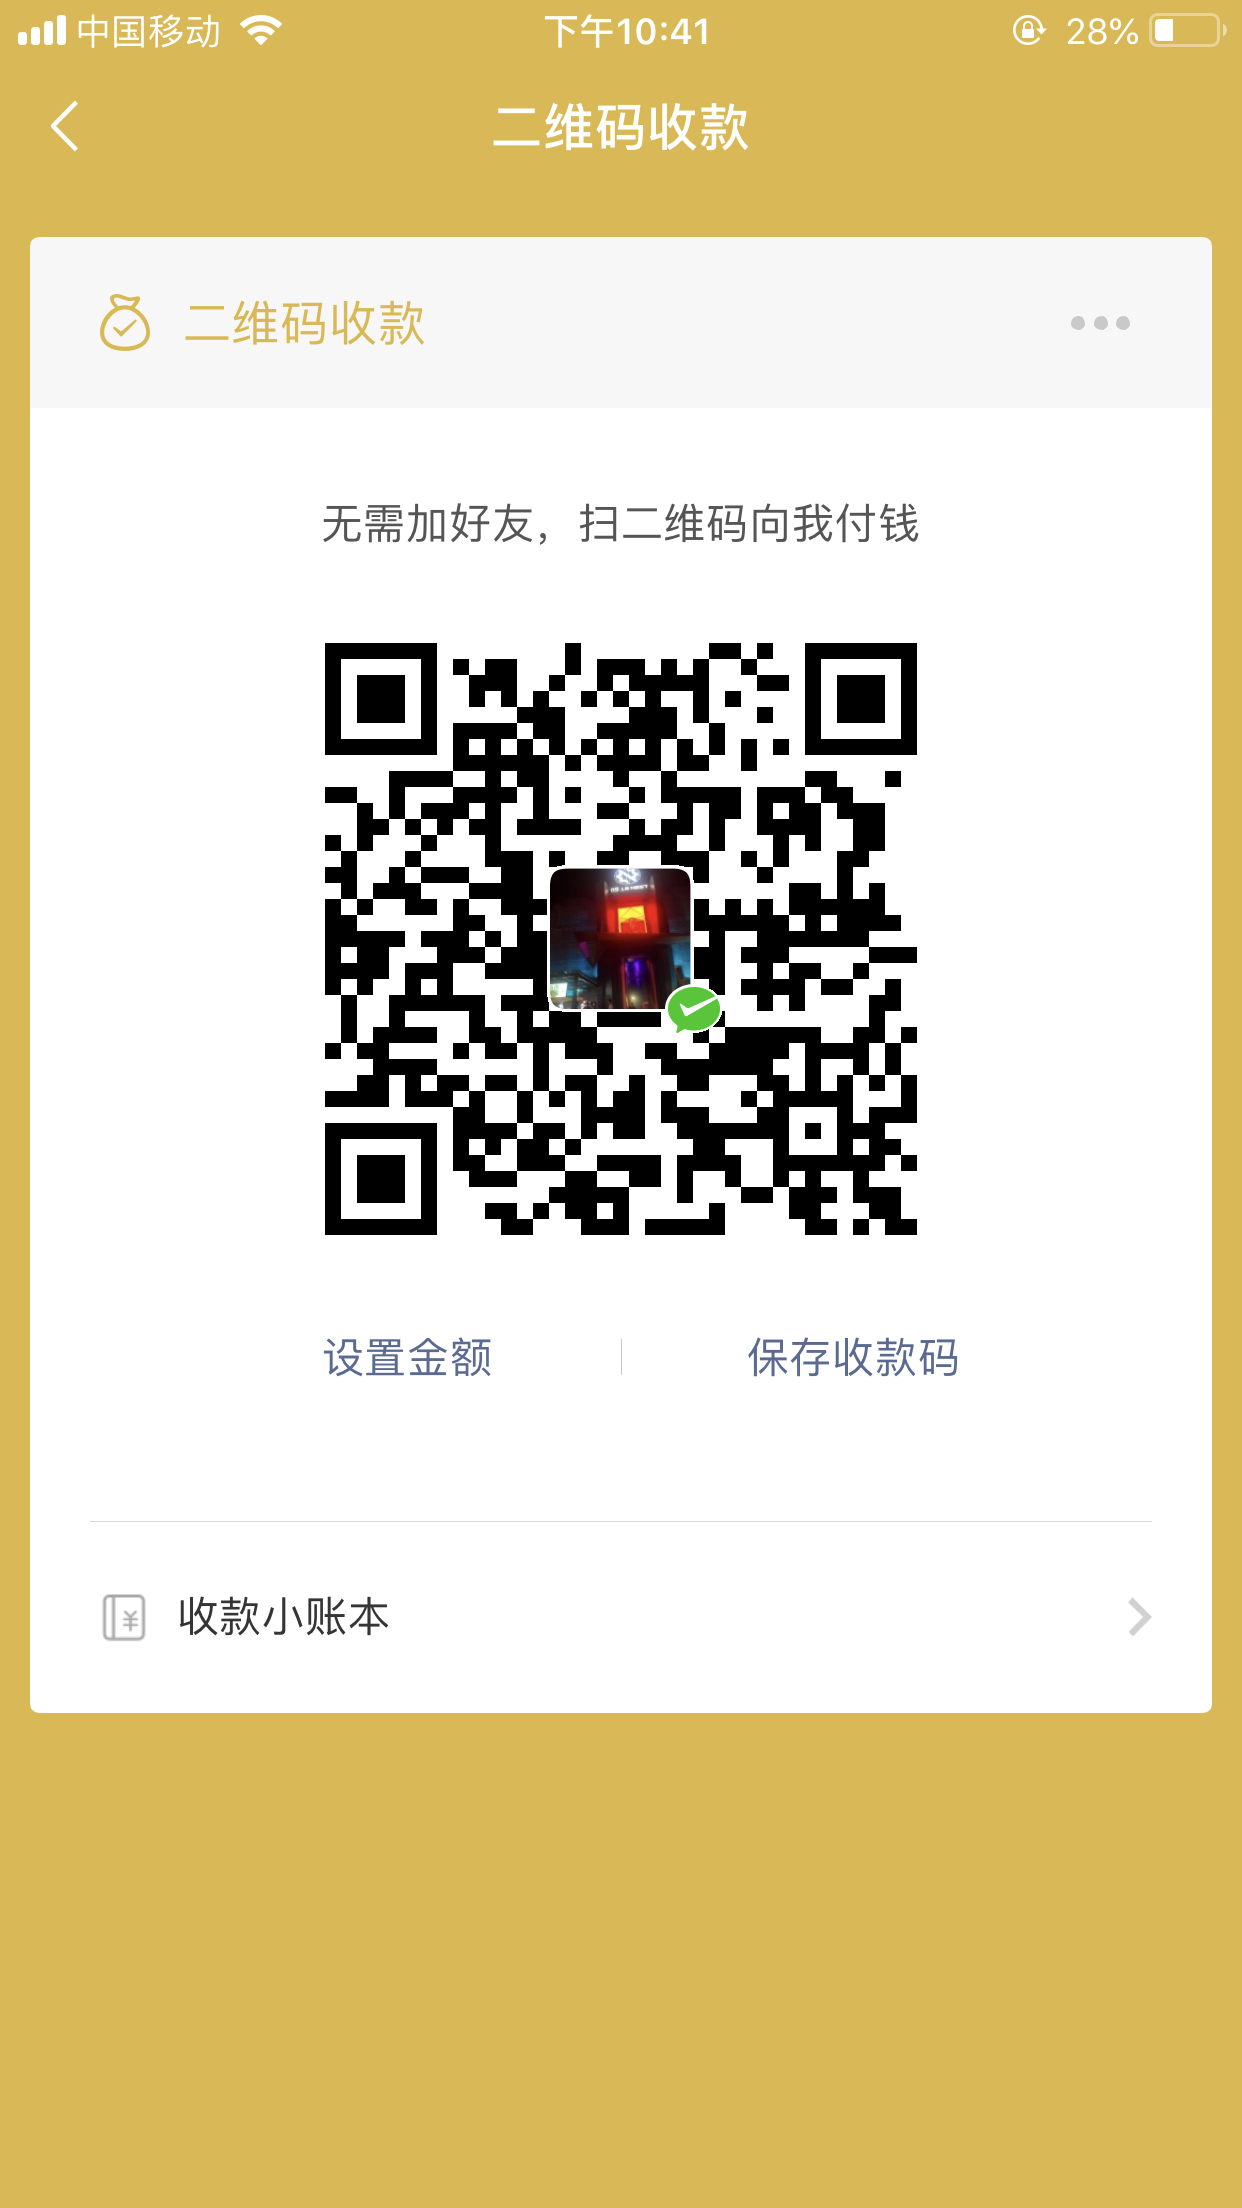 中国移动 下午10:41 28%
二维码收款
二维码收款
无需加好友，扫二维码向我付钱
设置金额 保存收款码
收款小账本